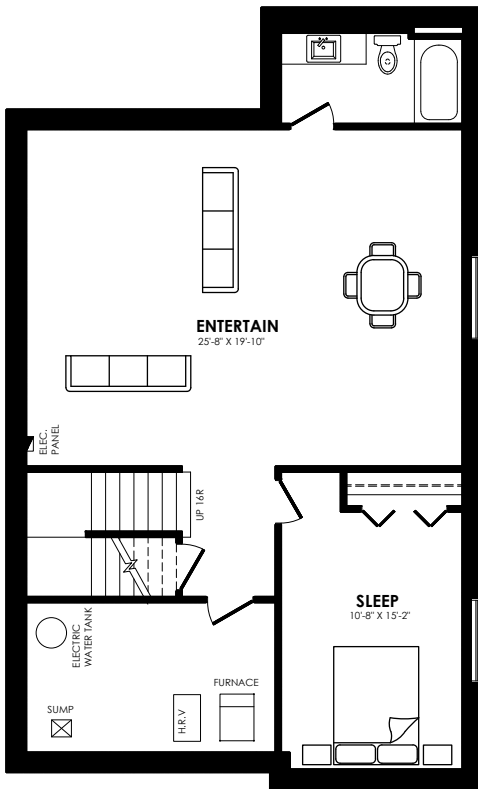 ENTERTAIN
25'-8" X 19'-10"
ELEC.
PANEL
UP 16R
SLEEP
10'-8" X 15'-2"
ELECTRIC
WATER TANK
FURNACE
SUMP
H.R.V